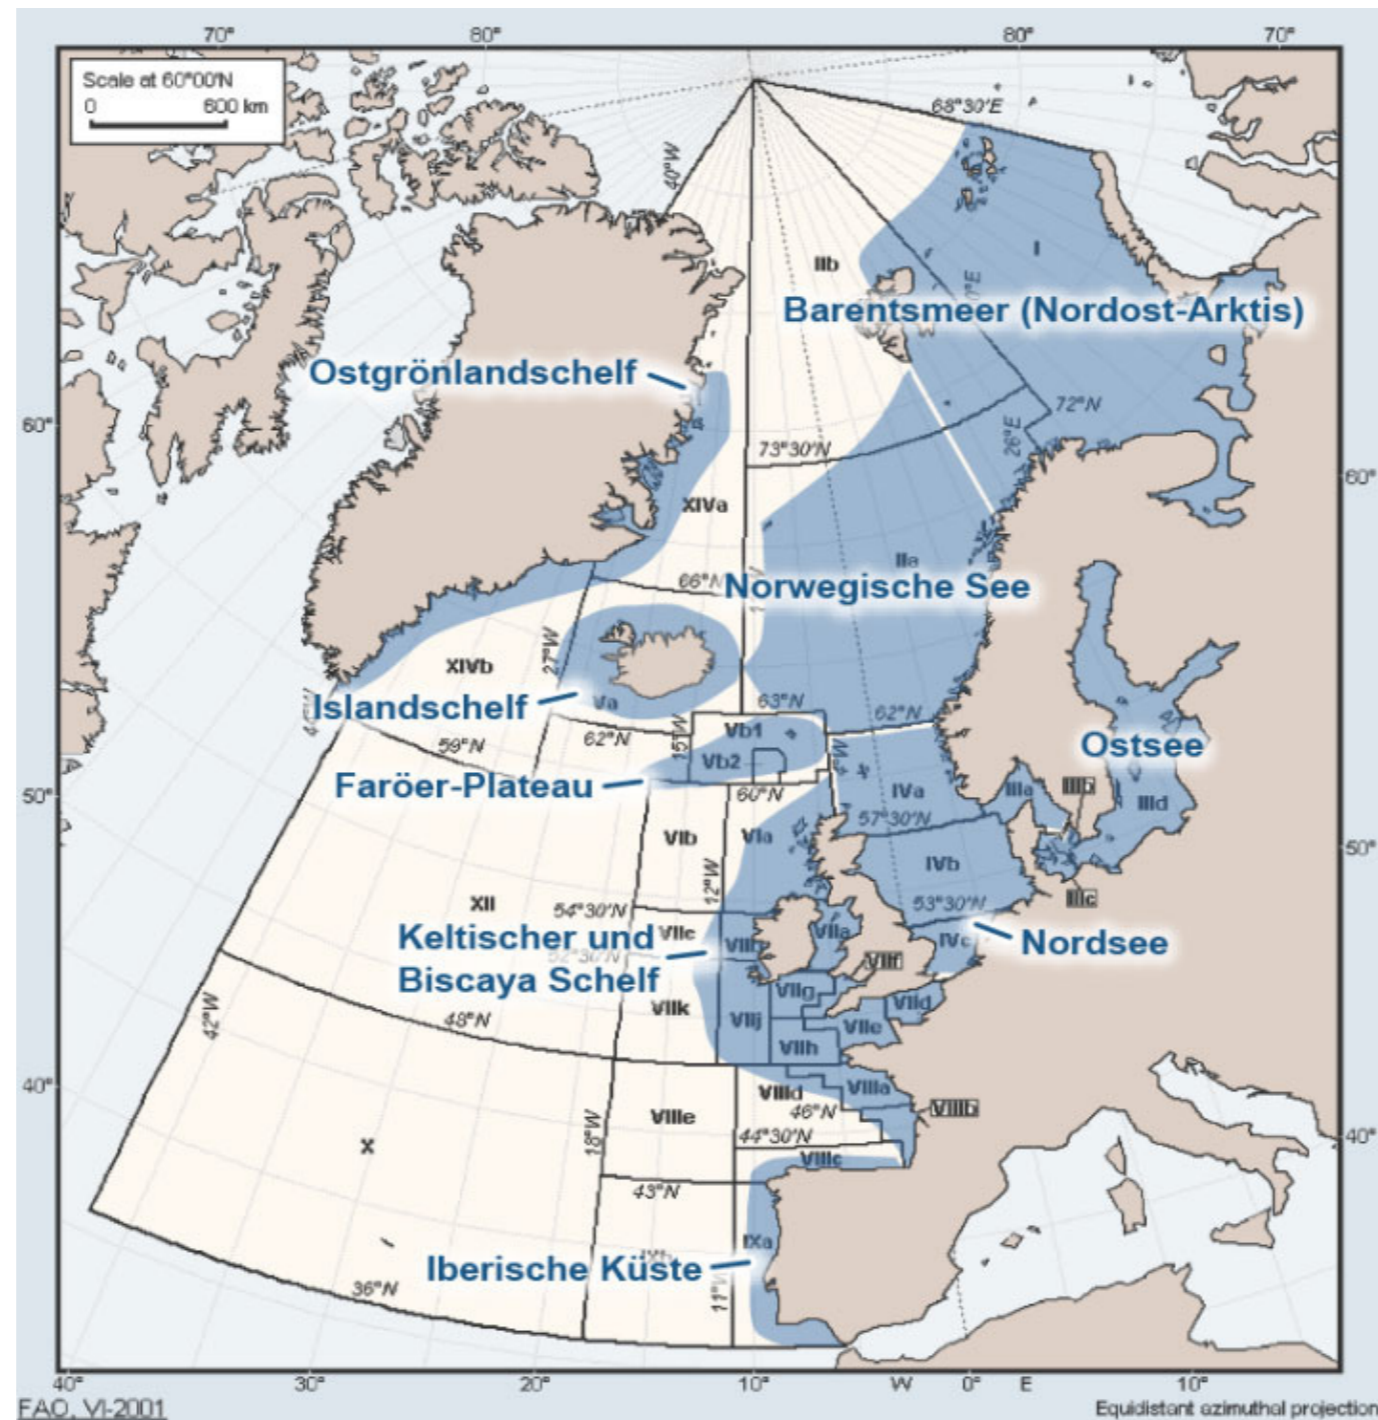 70°
80°
80°
70°
Scale at 60°00'N
0 600 km
68°30'E
40°W
IIb
I
Barentsmeer (Nordost-Arktis)
Ostgrönlandschelf
72°N
60°
26°E
73°30'N
60°
XIVa
IIa
66°N
Norwegische See
27°W
XIVb
Va
Islandschelf
63°N
62°N
59°N
62°N
15°W
Vb1
Ostsee
Vb2
4°W
Faröer-Plateau
60°N
IVa
IIIa
IIIb
IIId
50°
57°30'N
VIb
VIa
IVb
50°
12°W
IIIc
XII
54°30'N
53°30'N
Keltischer und
Biscaya Schelf
VIIc
VIIa
IVc
Nordsee
52°30'N
VIIf
VIIg
VIId
42°W
VIIk
VIIj
VIIe
48°N
VIIh
40°
VIIId
VIIIa
46°N
VIIIb
VIIIe
18°W
44°30'N
40°
X
VIIIc
43°N
IXa
Iberische Küste
36°N
11°W
40°
30°
20°
10°
W 0° E
10°
FAO, VI-2001
Equidistant azimuthal projection